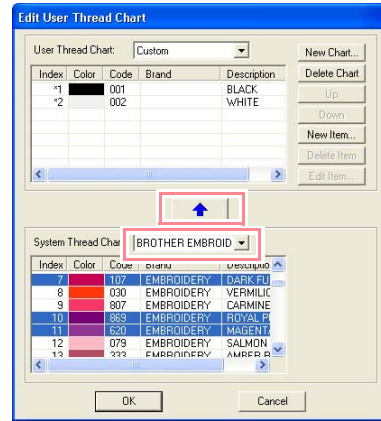 Edit User Thread Chart
User Thread Chart: Custom
New Chart...
Delete Chart
Up
Down
New Item...
Delete Item
Edit Item...
Index Color Code Brand Description
*1 001 BLACK
*2 002 WHITE
System Thread Chart BROTHER EMBROID
Index Color Code Brand Descriptio
7 107 EMBROIDERY DARK FU
8 030 EMBROIDERY VERMILIC
9 807 EMBROIDERY CARMINE
10 869 EMBROIDERY ROYAL P
11 620 EMBROIDERY MAGENTA
12 079 EMBROIDERY SALMON
13 333 EMBROIDERY AMBER R
OK
Cancel